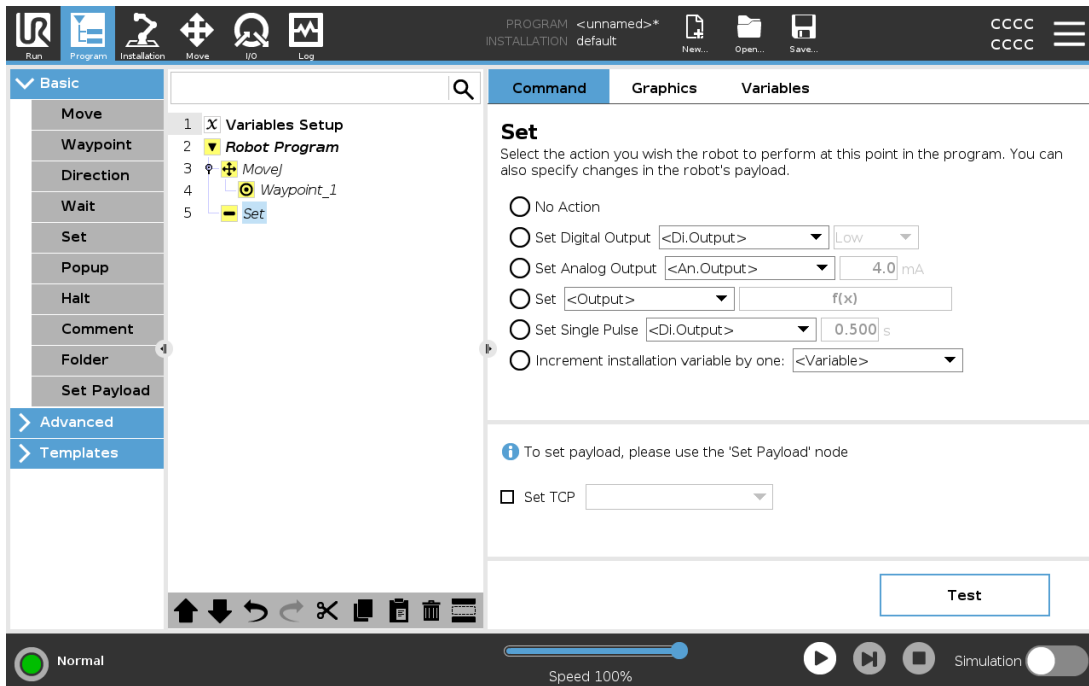 UR
Run
Program
Installation
Move
I/O
Log
PROGRAM <unnamed>*
INSTALLATION default
New...
Open...
Save...
CCCC
CCCC
Basic
Move
Waypoint
Direction
Wait
Set
Popup
Halt
Comment
Folder
Set Payload
Advanced
Templates
1 X Variables Setup
2 Robot Program
3 MoveJ
4 Waypoint_1
5 Set
Command Graphics Variables
Set
Select the action you wish the robot to perform at this point in the program. You can
also specify changes in the robot's payload.
No Action
Set Digital Output <Di.Output> Low
Set Analog Output <An.Output> 4.0 mA
Set <Output> f(x)
Set Single Pulse <Di.Output> 0.500 s
Increment installation variable by one: <Variable>
To set payload, please use the 'Set Payload' node
Set TCP
Test
Normal
Speed 100%
Simulation